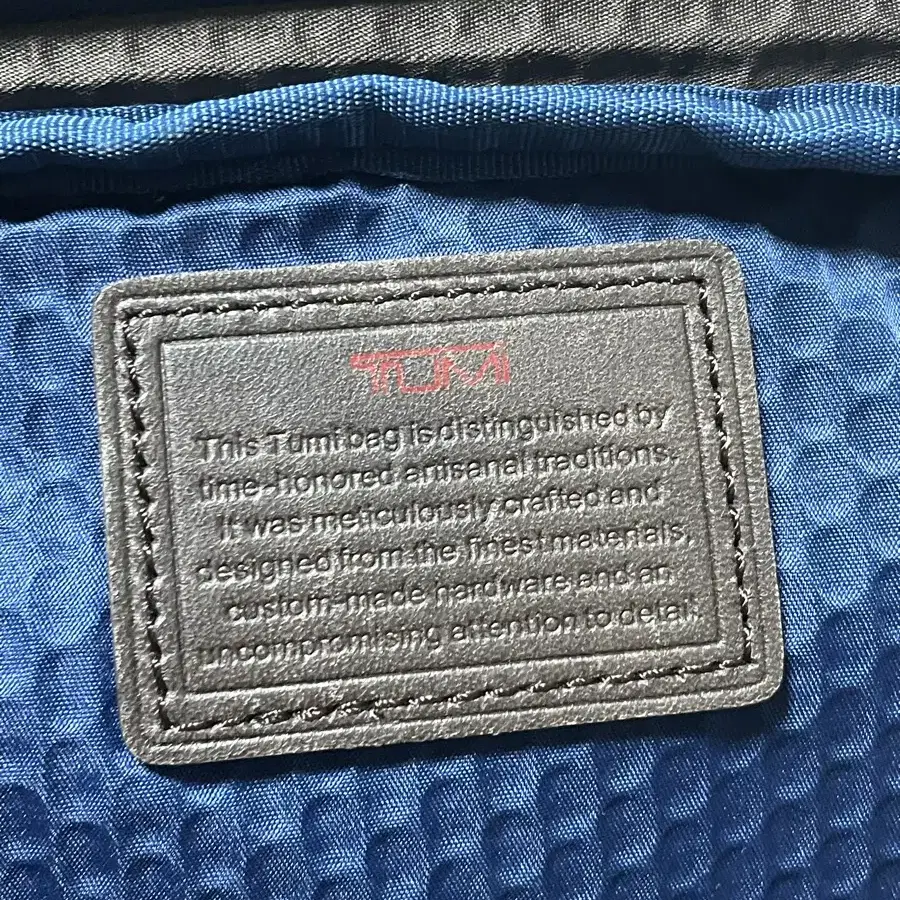 TUMI
This Tumi bag is distinguished by
time-honored artisanal traditions.
It was meticulously crafted and
designed from the finest materials,
custom-made hardware and an
uncompromising attention to detail.